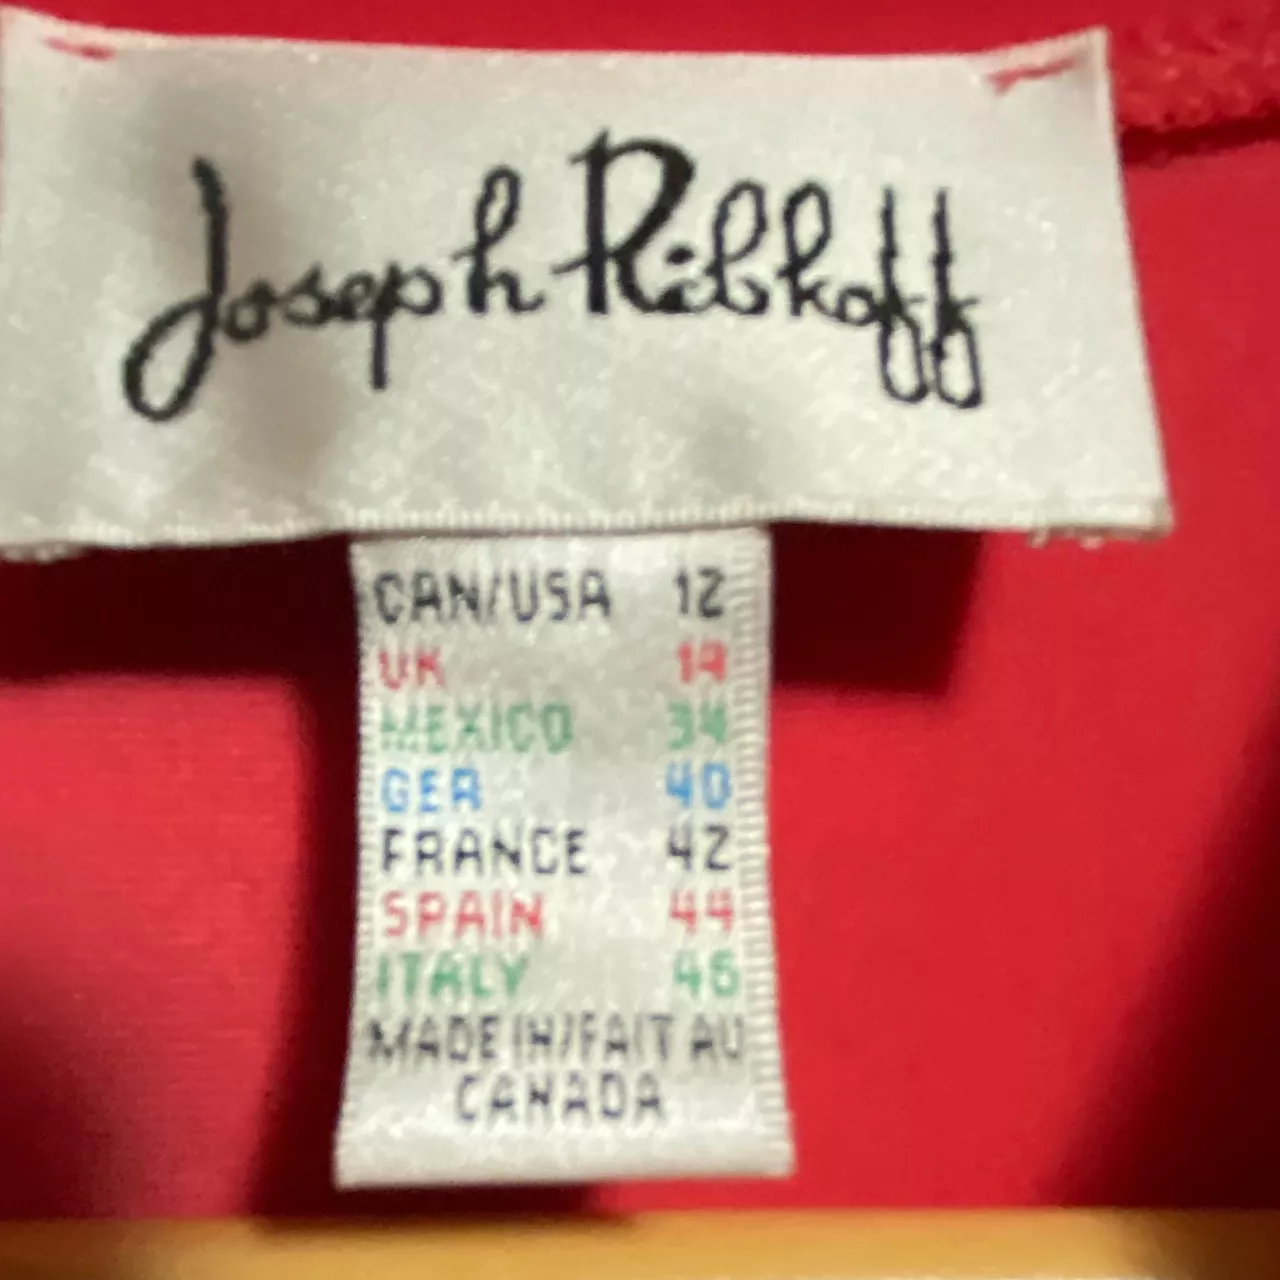 Joseph Ribkoff
CAN/USA 12
UK 14
MEXICO 34
GER 40
FRANCE 42
SPAIN 44
ITALY 46
MADE IN/FAIT AU
CANADA